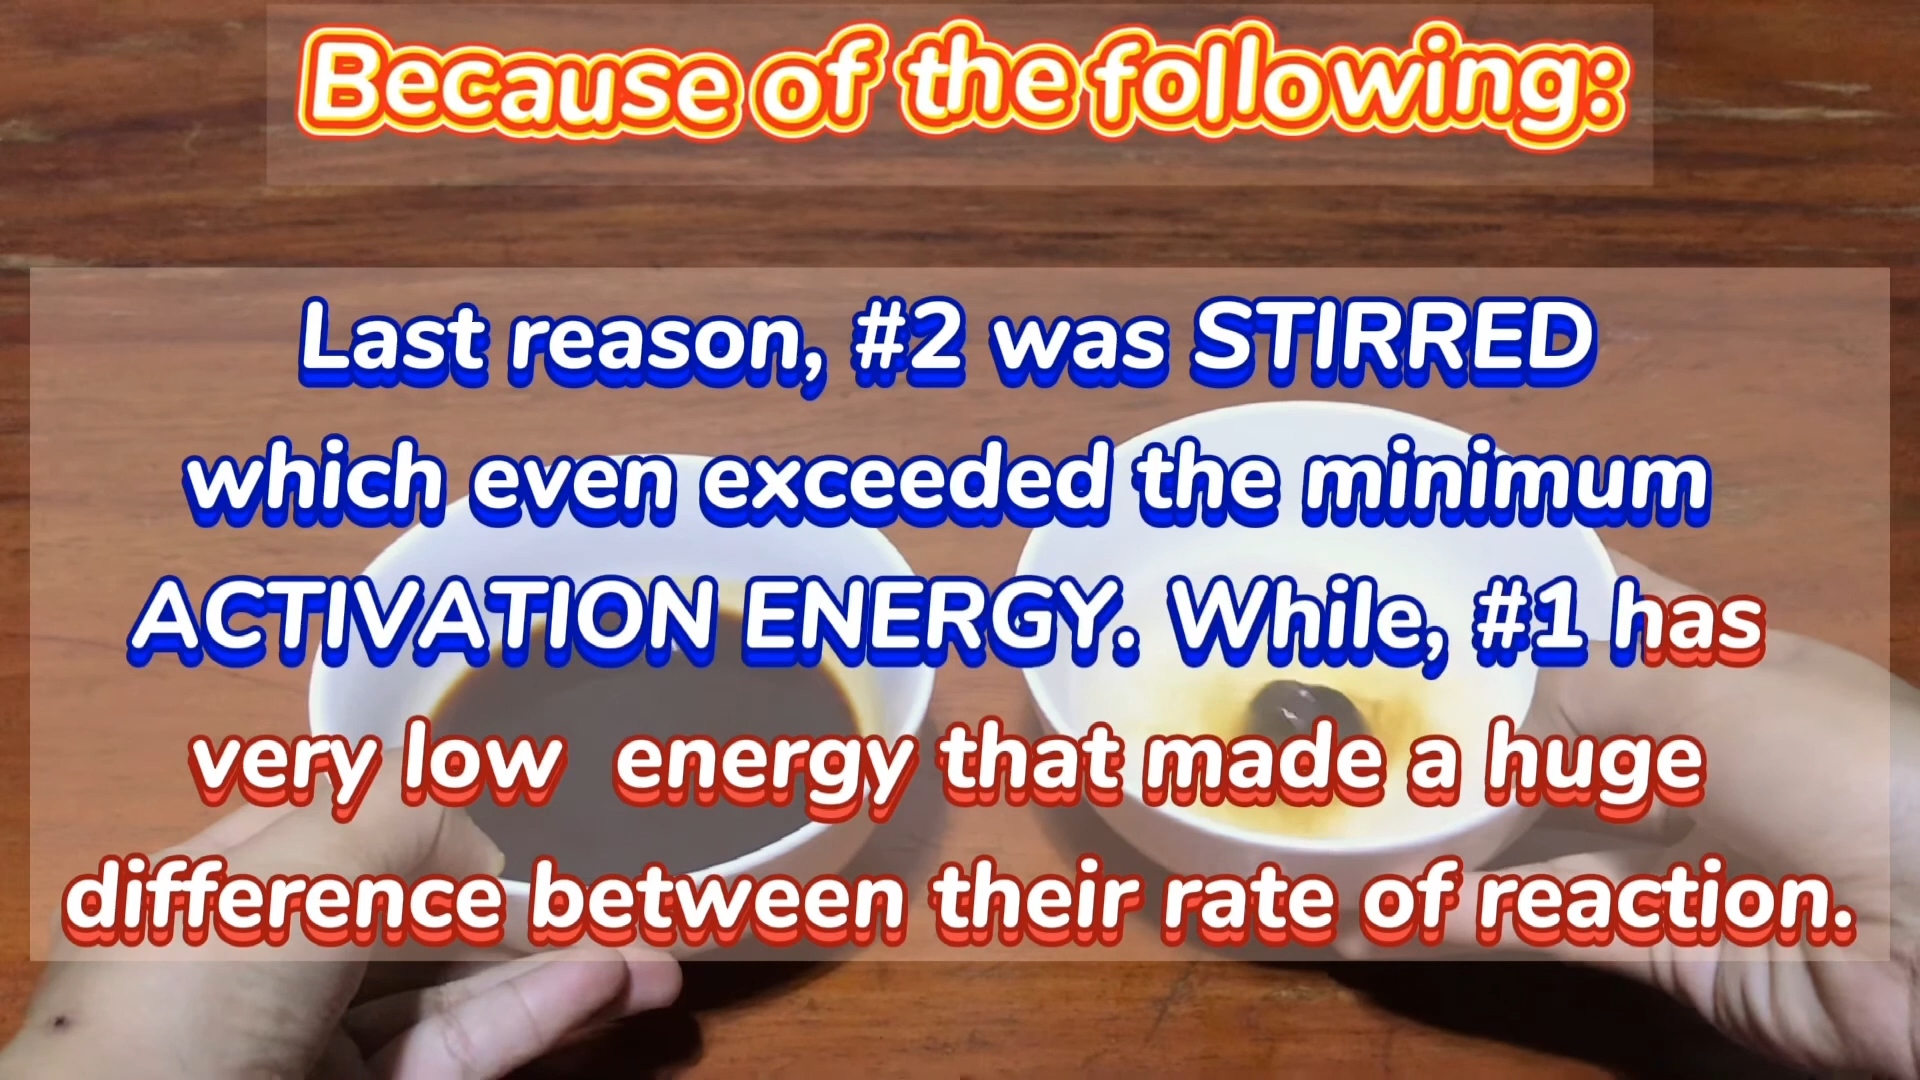 Because of the following:
Last reason, #2 was STIRRED
which even exceeded the minimum
ACTIVATION ENERGY. While, #1 has
very low  energy that made a huge
difference between their rate of reaction.